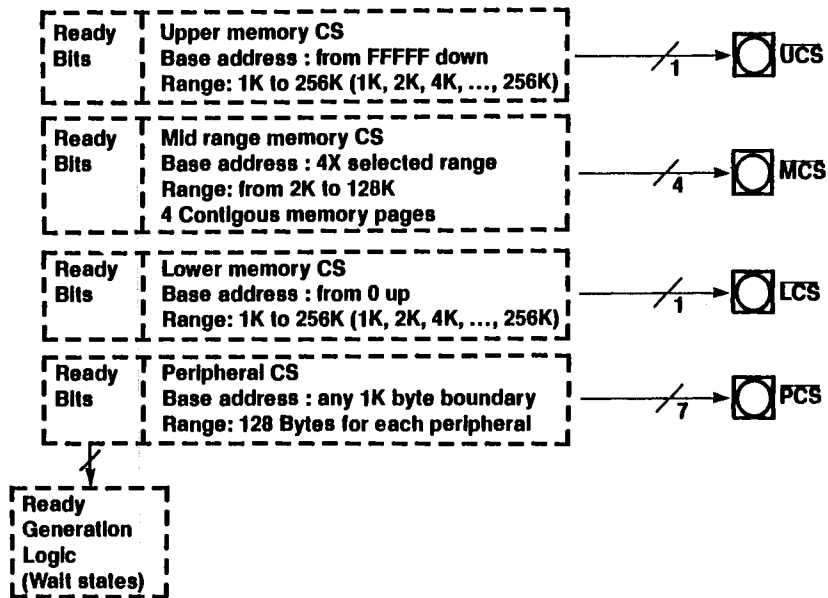 Ready Bits
Upper memory CS
Base address : from FFFFF down
Range: 1K to 256K (1K, 2K, 4K, ..., 256K)
1
UCS
Ready Bits
Mid range memory CS
Base address : 4X selected range
Range: from 2K to 128K
4 Contigous memory pages
4
MCS
Ready Bits
Lower memory CS
Base address : from 0 up
Range: 1K to 256K (1K, 2K, 4K, ..., 256K)
1
LCS
Ready Bits
Peripheral CS
Base address : any 1K byte boundary
Range: 128 Bytes for each peripheral
7
PCS
Ready
Generation
Logic
(Wait states)